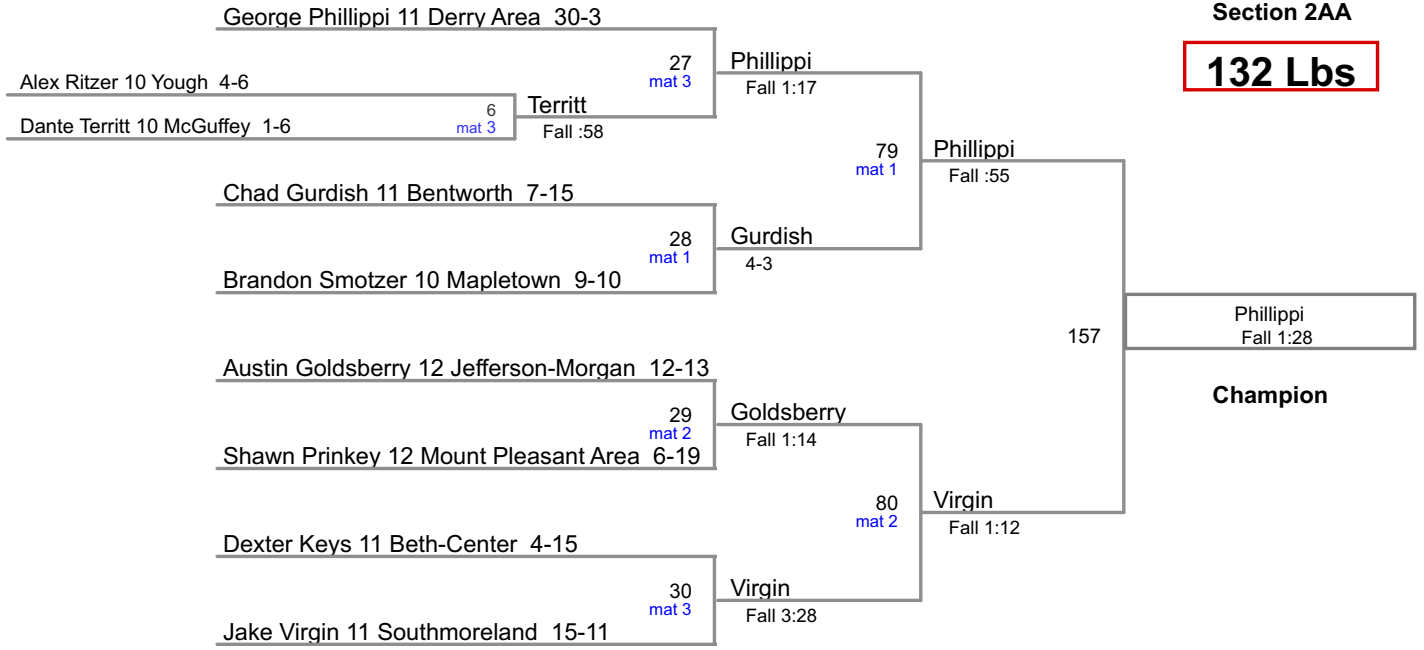 George Phillippi 11 Derry Area 30-3
Section 2AA
132 Lbs
27
mat 3
Phillippi
Fall 1:17
Alex Ritzer 10 Yough 4-6
6
mat 3
Territt
Fall :58
Dante Territt 10 McGuffey 1-6
79
mat 1
Phillippi
Fall :55
Chad Gurdish 11 Bentworth 7-15
28
mat 1
Gurdish
4-3
Brandon Smotzer 10 Mapletown 9-10
157
Phillippi
Fall 1:28
Champion
Austin Goldsberry 12 Jefferson-Morgan 12-13
29
mat 2
Goldsberry
Fall 1:14
Shawn Prinkey 12 Mount Pleasant Area 6-19
80
mat 2
Virgin
Fall 1:12
Dexter Keys 11 Beth-Center 4-15
30
mat 3
Virgin
Fall 3:28
Jake Virgin 11 Southmoreland 15-11